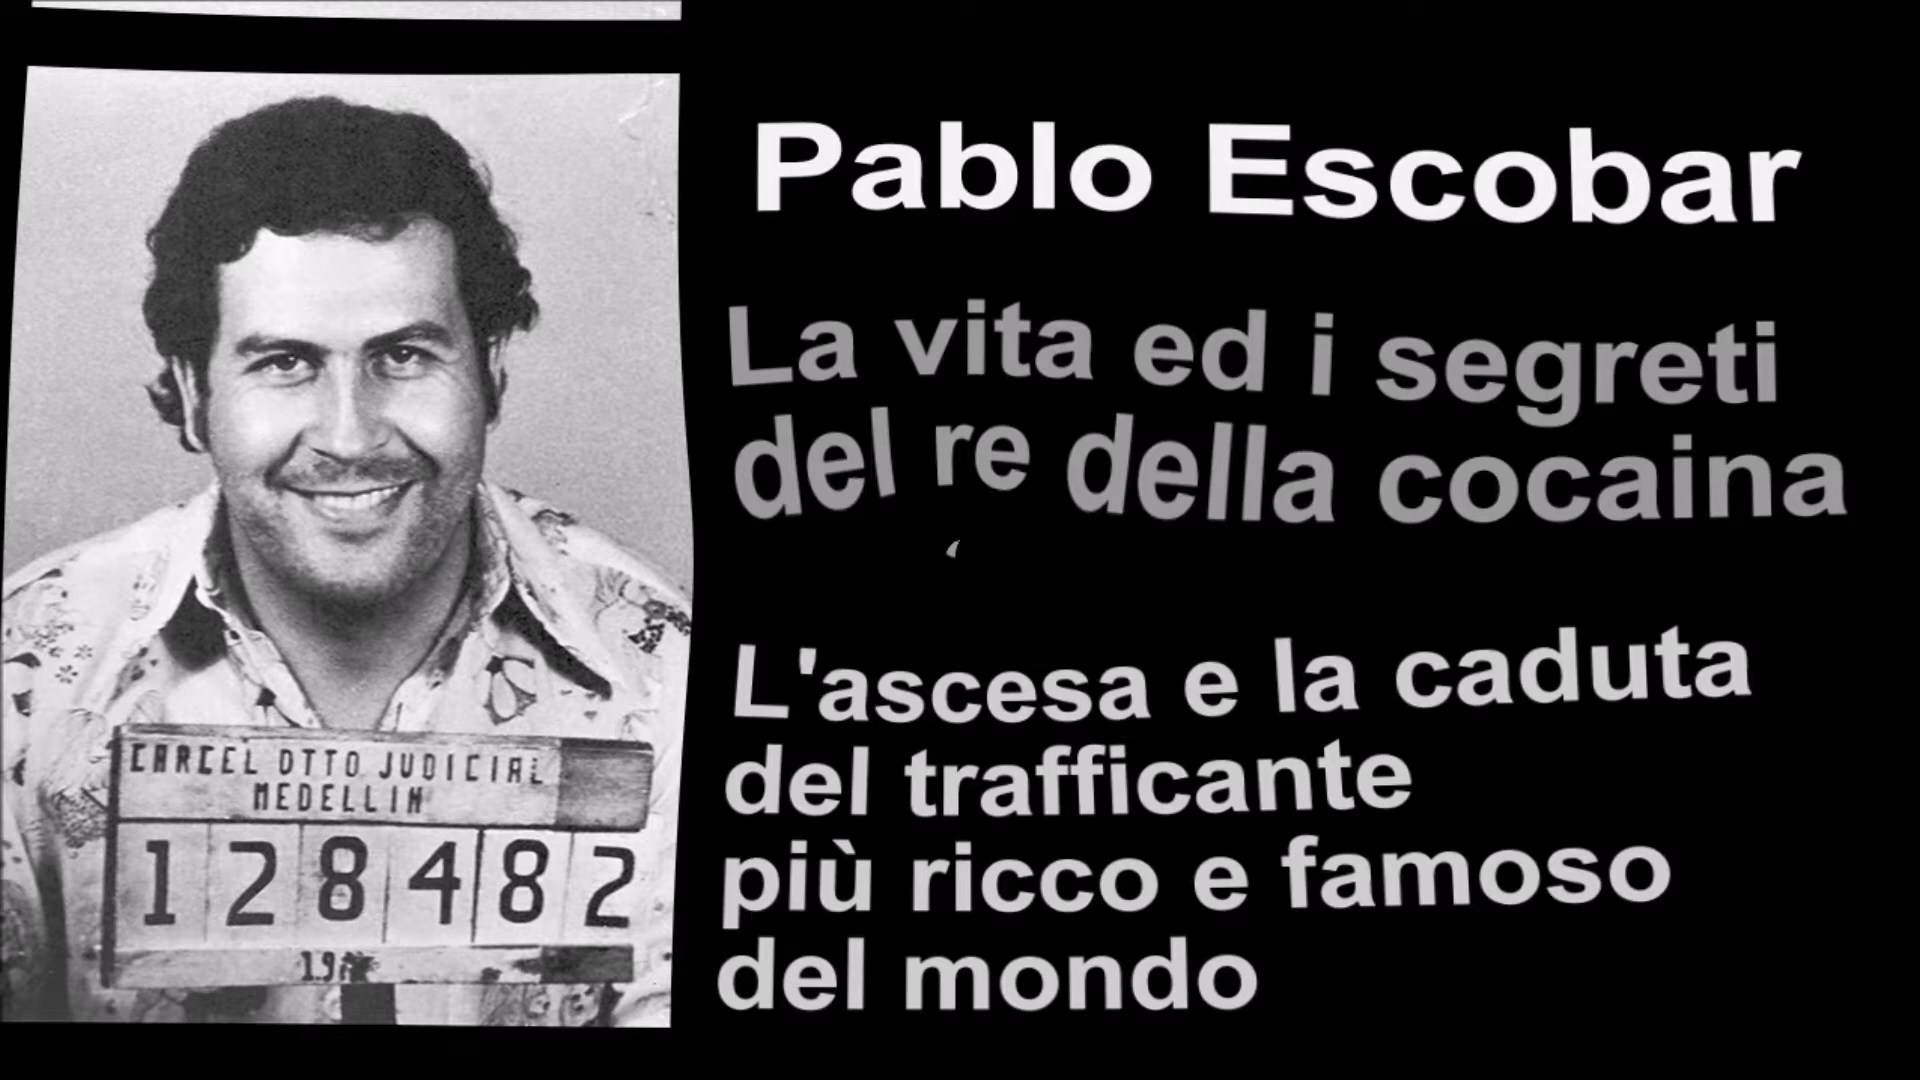 Pablo Escobar
La vita ed i segreti
del re della cocaina
L'ascesa e la caduta
del trafficante
più ricco e famoso
del mondo
CARCEL DTTO JUDICIAL
MEDELLIN
128482